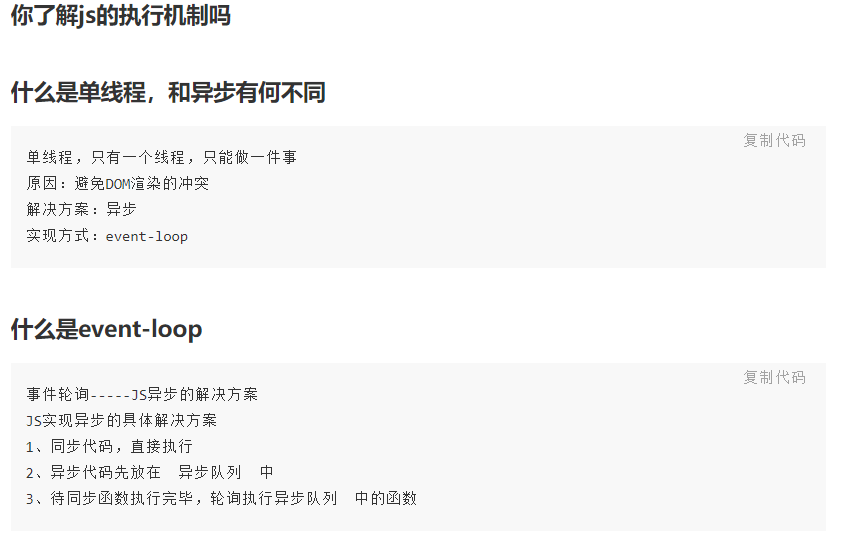 你了解js的执行机制吗
什么是单线程，和异步有何不同
复制代码
单线程，只有一个线程，只能做一件事
原因：避免DOM渲染的冲突
解决方案：异步
实现方式：event-loop
什么是event-loop
复制代码
事件轮询-----JS异步的解决方案
JS实现异步的具体解决方案
1、同步代码，直接执行
2、异步代码先放在  异步队列  中
3、待同步函数执行完毕，轮询执行异步队列  中的函数